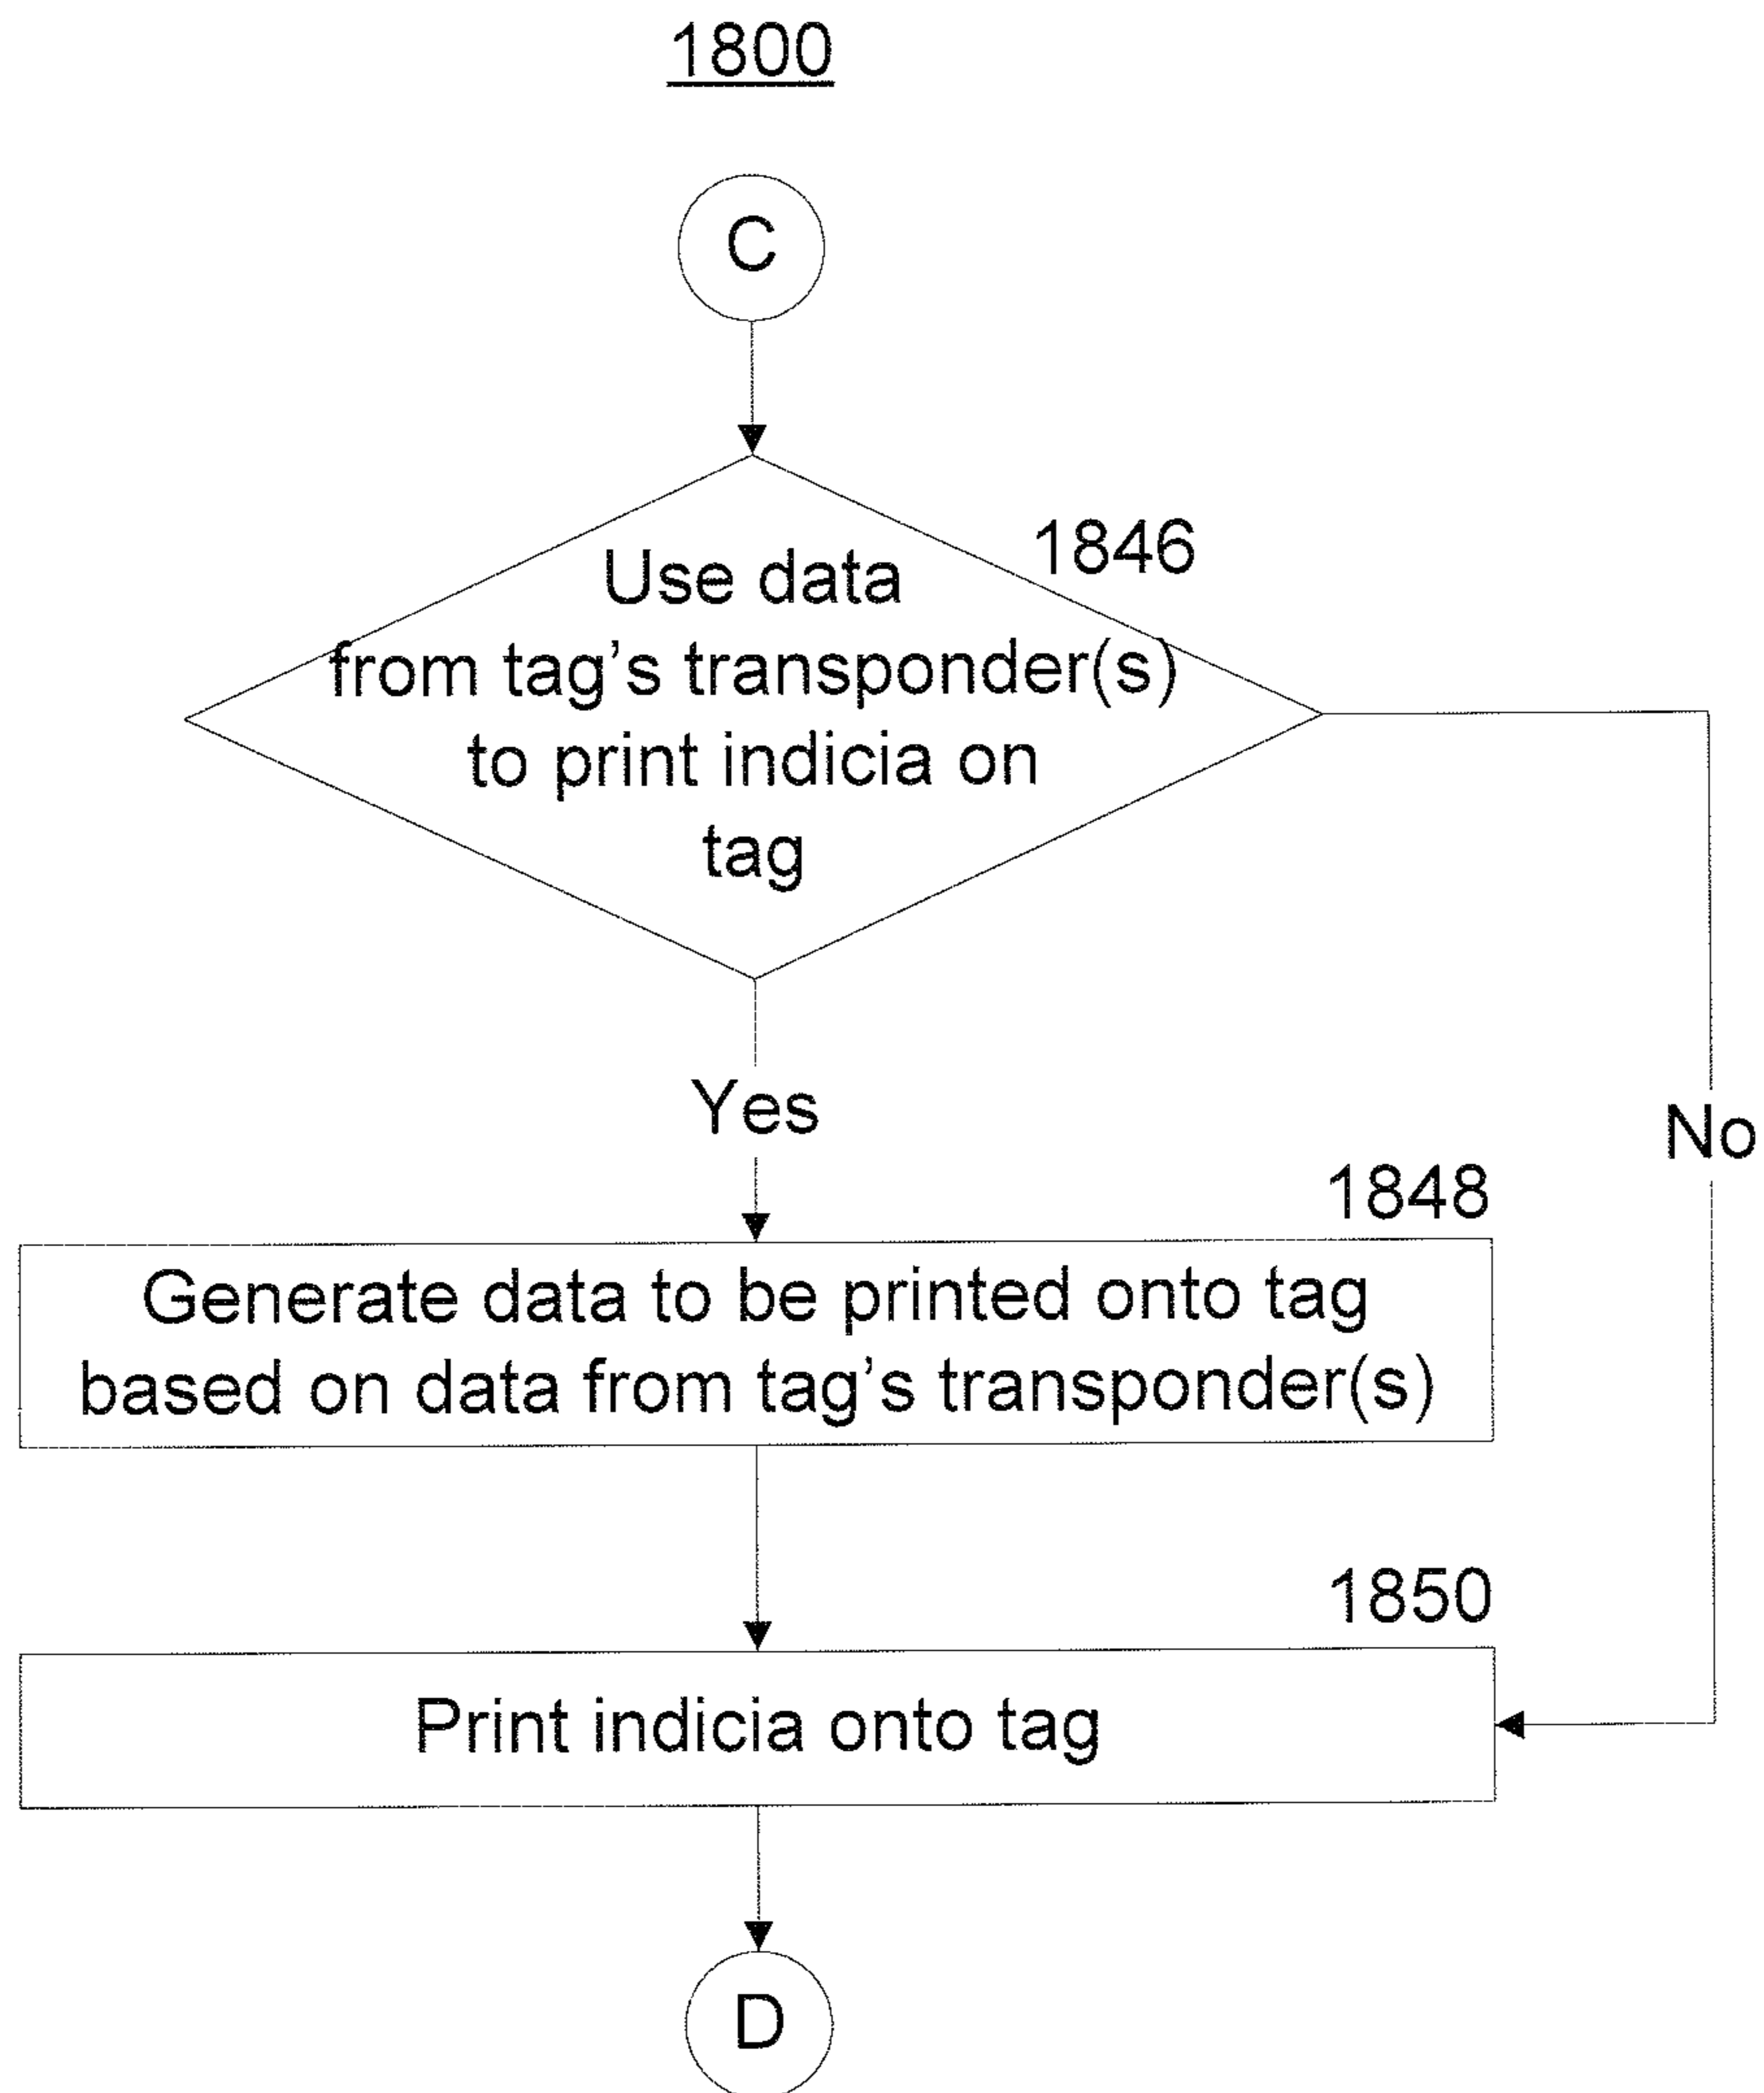 1800
C
1846
Use data
from tag's transponder(s)
to print indicia on
tag
Yes
No
1848
Generate data to be printed onto tag
based on data from tag's transponder(s)
1850
Print indicia onto tag
D